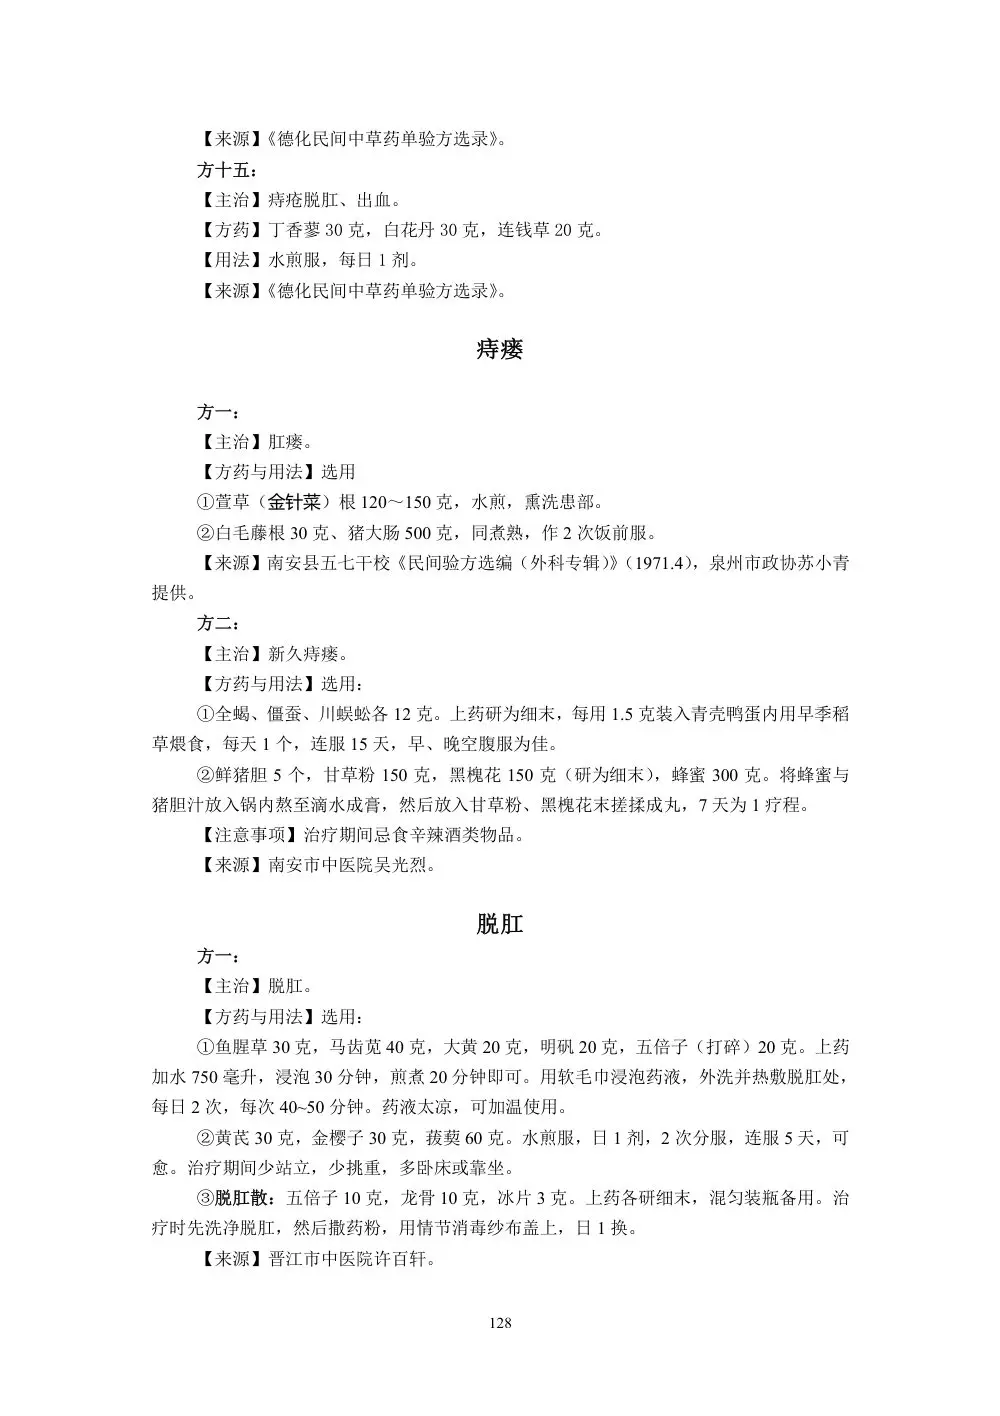 【来源】《德化民间中草药单验方选录》。
方十五：
【主治】痔疮脱肛、出血。
【方药】丁香蓼 30 克，白花丹 30 克，连钱草 20 克。
【用法】水煎服，每日 1 剂。
【来源】《德化民间中草药单验方选录》。
痔瘘
方一：
【主治】肛瘘。
【方药与用法】选用
①萱草（金针菜）根 120～150 克，水煎，熏洗患部。
②白毛藤根 30 克、猪大肠 500 克，同煮熟，作 2 次饭前服。
【来源】南安县五七干校《民间验方选编（外科专辑）》（1971.4），泉州市政协苏小青
提供。
方二：
【主治】新久痔瘘。
【方药与用法】选用：
①全蝎、僵蚕、川蜈蚣各 12 克。上药研为细末，每用 1.5 克装入青壳鸭蛋内用早季稻
草煨食，每天 1 个，连服 15 天，早、晚空腹服为佳。
②鲜猪胆 5 个，甘草粉 150 克，黑槐花 150 克（研为细末），蜂蜜 300 克。将蜂蜜与
猪胆汁放入锅内熬至滴水成膏，然后放入甘草粉、黑槐花末搓揉成丸，7 天为 1 疗程。
【注意事项】治疗期间忌食辛辣酒类物品。
【来源】南安市中医院吴光烈。
脱肛
方一：
【主治】脱肛。
【方药与用法】选用：
①鱼腥草 30 克，马齿苋 40 克，大黄 20 克，明矾 20 克，五倍子（打碎）20 克。上药
加水 750 毫升，浸泡 30 分钟，煎煮 20 分钟即可。用软毛巾浸泡药液，外洗并热敷脱肛处，
每日 2 次，每次 40~50 分钟。药液太凉，可加温使用。
②黄芪 30 克，金樱子 30 克，菝葜 60 克。水煎服，日 1 剂，2 次分服，连服 5 天，可
愈。治疗期间少站立，少挑重，多卧床或靠坐。
③脱肛散：五倍子 10 克，龙骨 10 克，冰片 3 克。上药各研细末，混匀装瓶备用。治
疗时先洗净脱肛，然后撒药粉，用情节消毒纱布盖上，日 1 换。
【来源】晋江市中医院许百轩。
128